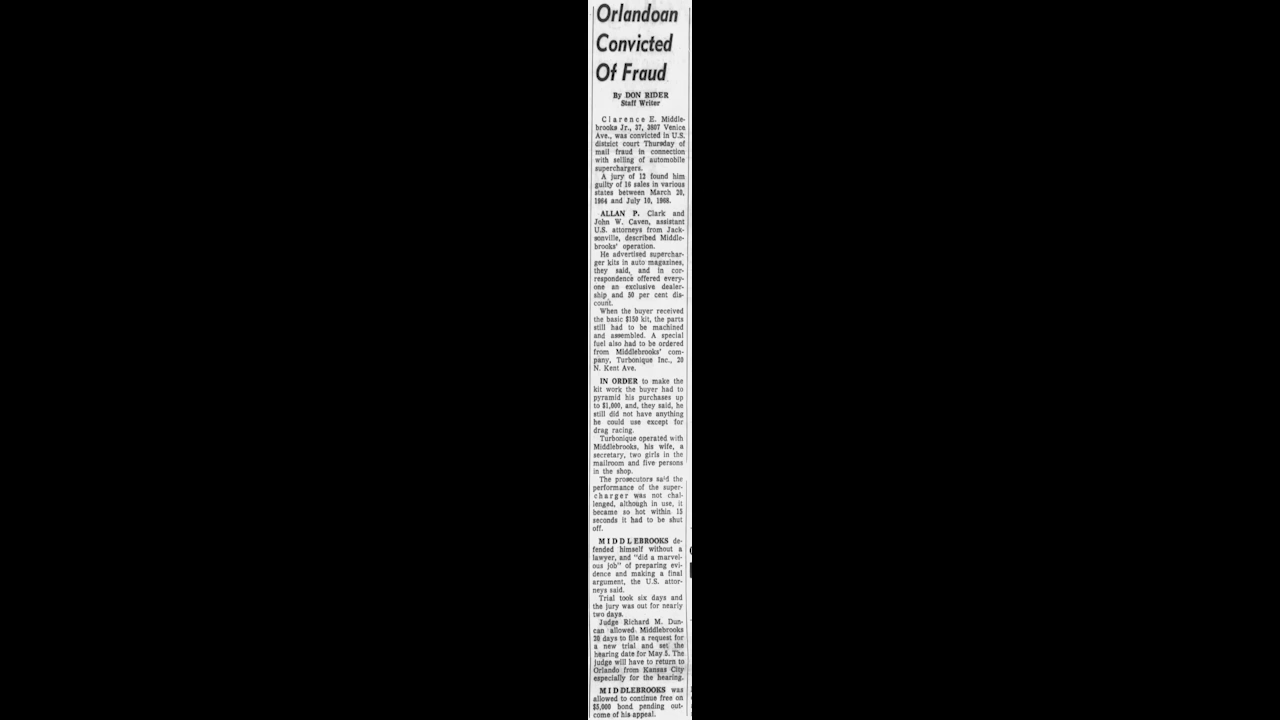 Orlandoan
Convicted
Of Fraud
By DON RIDER
Staff Writer
Clarence E. Middle-
brooks Jr., 37, 3807 Venice
Ave., was convicted in U.S.
district court Thursday of
mail fraud in connection
with selling of automobile
superchargers.
A jury of 12 found him
guilty of 16 sales in various
states between March 20,
1964 and July 10, 1968.
ALLAN P. Clark and
John W. Caven, assistant
U.S. attorneys from Jack-
sonville, described Middle-
brooks' operation.
He advertised superchar-
ger kits in auto magazines,
they said, and in cor-
respondence offered every-
one an exclusive dealer-
ship and 50 per cent dis-
count.
When the buyer received
the basic $150 kit, the parts
still had to be machined
and assembled. A special
fuel also had to be ordered
from Middlebrooks' com-
pany, Turbonique Inc., 20
N. Kent Ave.
IN ORDER to make the
kit work the buyer had to
pyramid his purchases up
to $1,000, and, they said, he
still did not have anything
he could use except for
drag racing.
Turbonique operated with
Middlebrooks, his wife, a
secretary, two girls in the
mailroom and five persons
in the shop.
The prosecutors said the
performance of the super-
charger was not chal-
lenged, although in use, it
became so hot within 15
seconds it had to be shut
off.
MIDDLEBROOKS de-
fended himself without a
lawyer, and "did a marvel-
ous job" of preparing evi-
dence and making a final
argument, the U.S. attor-
neys said.
Trial took six days and
the jury was out for nearly
two days.
Judge Richard M. Dun-
can allowed Middlebrooks
30 days to file a request for
a new trial and set the
hearing date for May 5. The
judge will have to return to
Orlando from Kansas City
especially for the hearing.
MIDDLEBROOKS was
allowed to continue free on
$5,000 bond pending out-
come of his appeal.